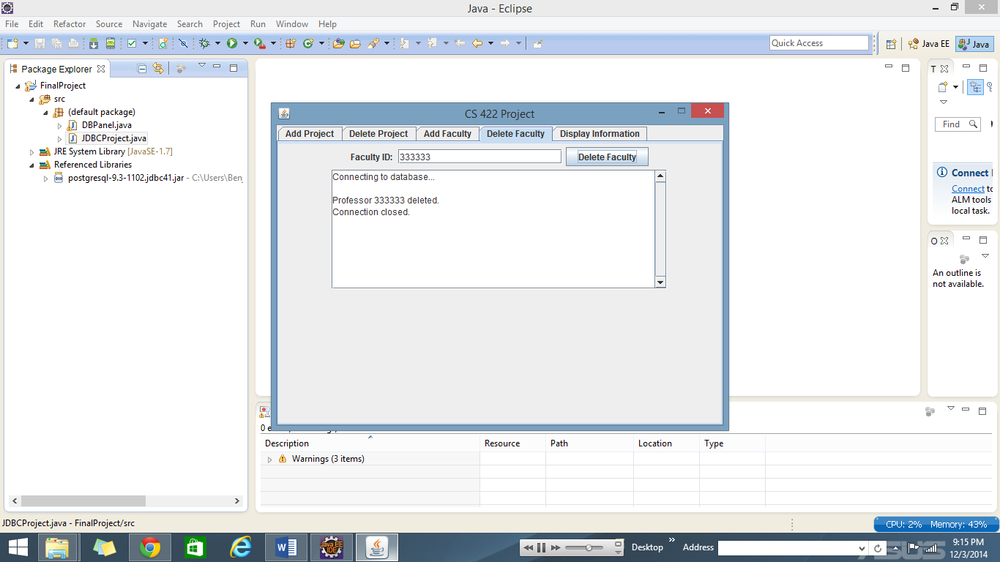 Java - Eclipse
File Edit Refactor Source Navigate Search Project Run Window Help
Quick Access
Java EE
Java
Package Explorer
FinalProject
src
(default package)
DBPanel.java
JDBCProject.java
JRE System Library [JavaSE-1.7]
Referenced Libraries
postgresql-9.3-1102.jdbc41.jar - C:\Users\Ben_
CS 422 Project
Add Project Delete Project Add Faculty Delete Faculty Display Information
Faculty ID: 333333 Delete Faculty
Connecting to database...
Professor 333333 deleted.
Connection closed.
T
Find
Connect
Connect to
ALM tools
local task.
O
An outline is
not available.
0 e
Description Resource Path Location Type
Warnings (3 items)
JDBCProject.java - FinalProject/src
CPU: 2% Memory: 43%
Java EE
IDE
Desktop
Address
ASUS
9:15 PM
12/3/2014